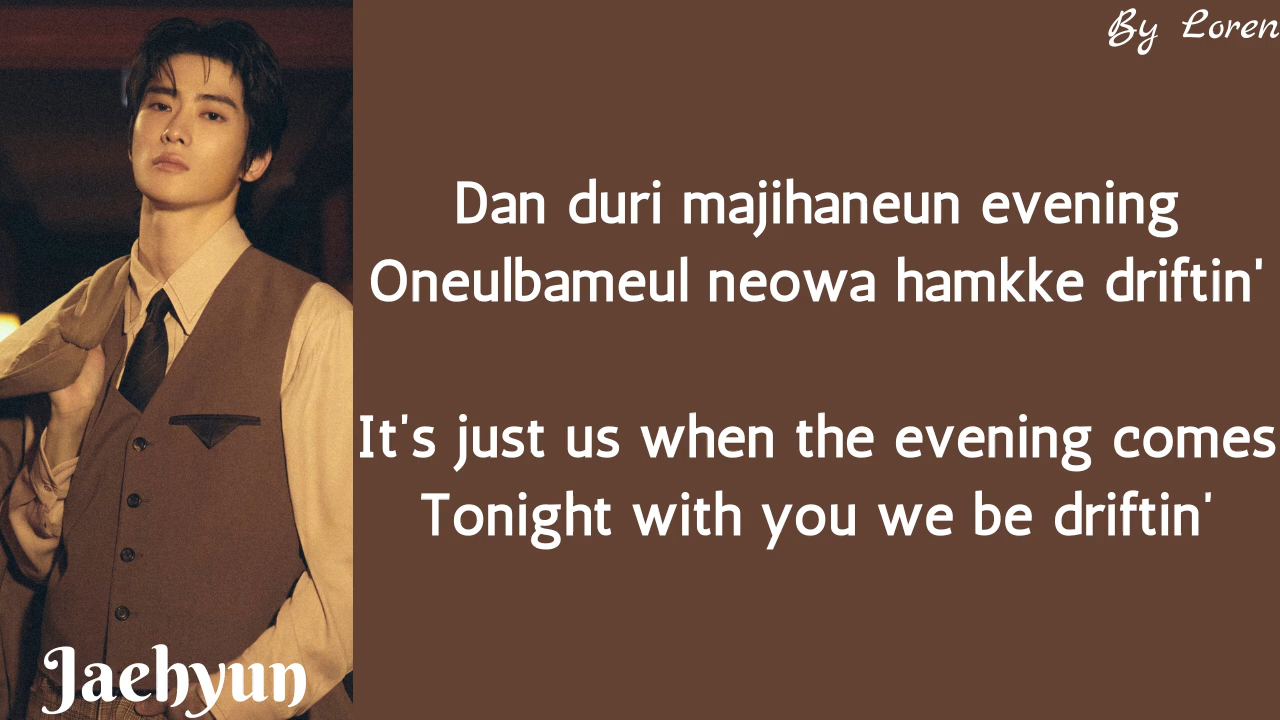 By Loren
Dan duri majihaneun evening
Oneulbameul neowa hamkke driftin'
It's just us when the evening comes
Tonight with you we be driftin'
Jaehyun